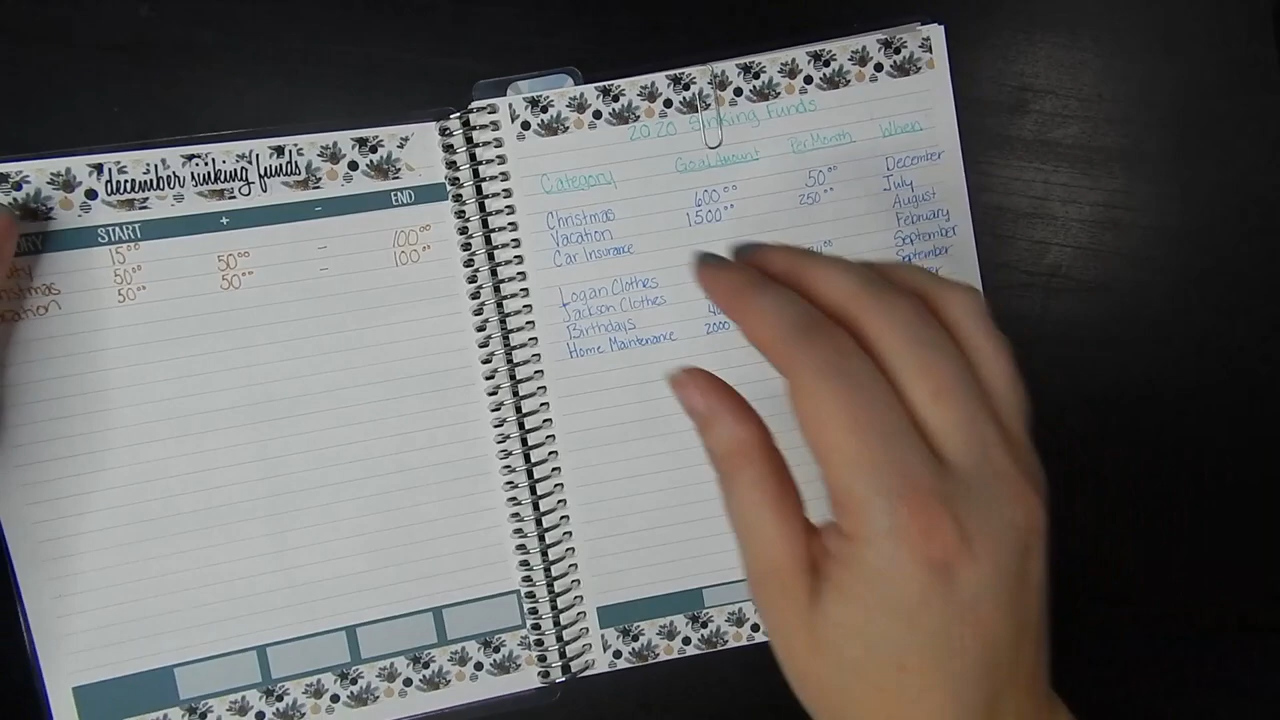 december sinking funds
START + - END
15⁰⁰
50⁰⁰ 50⁰⁰ - 100⁰⁰
50⁰⁰ 50⁰⁰ - 100⁰⁰
2020 Sinking Funds
Category Goal Amount Per Month When
Christmas 600⁰⁰ 50⁰⁰ December
Vacation 1500⁰⁰ 250⁰⁰ July
Car Insurance August
February
Logan Clothes September
Jackson Clothes September
Birthdays
Home Maintenance 2000